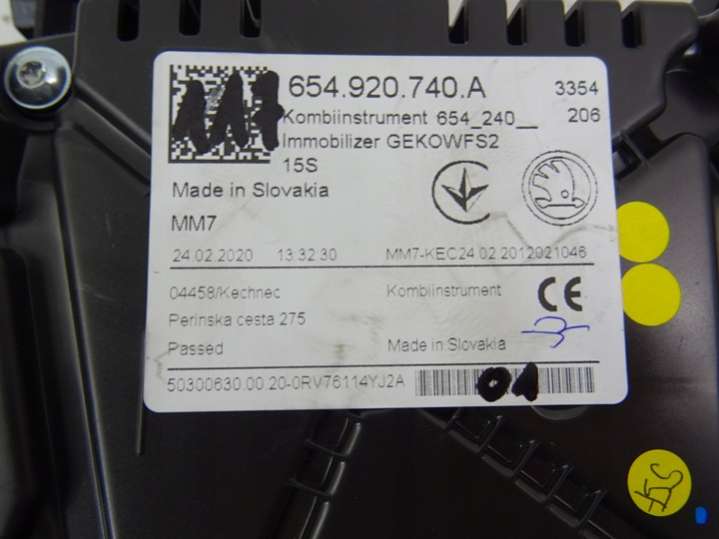 654.920.740.A 3354
Kombiinstrument 654_240__ 206
Immobilizer GEKOWFS2
15S
Made in Slovakia
MM7
24.02.2020 13:32:30 MM7-KEC24.02.2012021046
04458/Kechnec Kombiinstrument CE
Perinska cesta 275
Passed Made in Slovakia
50300630.00.20-0RV76114YJ2A 01